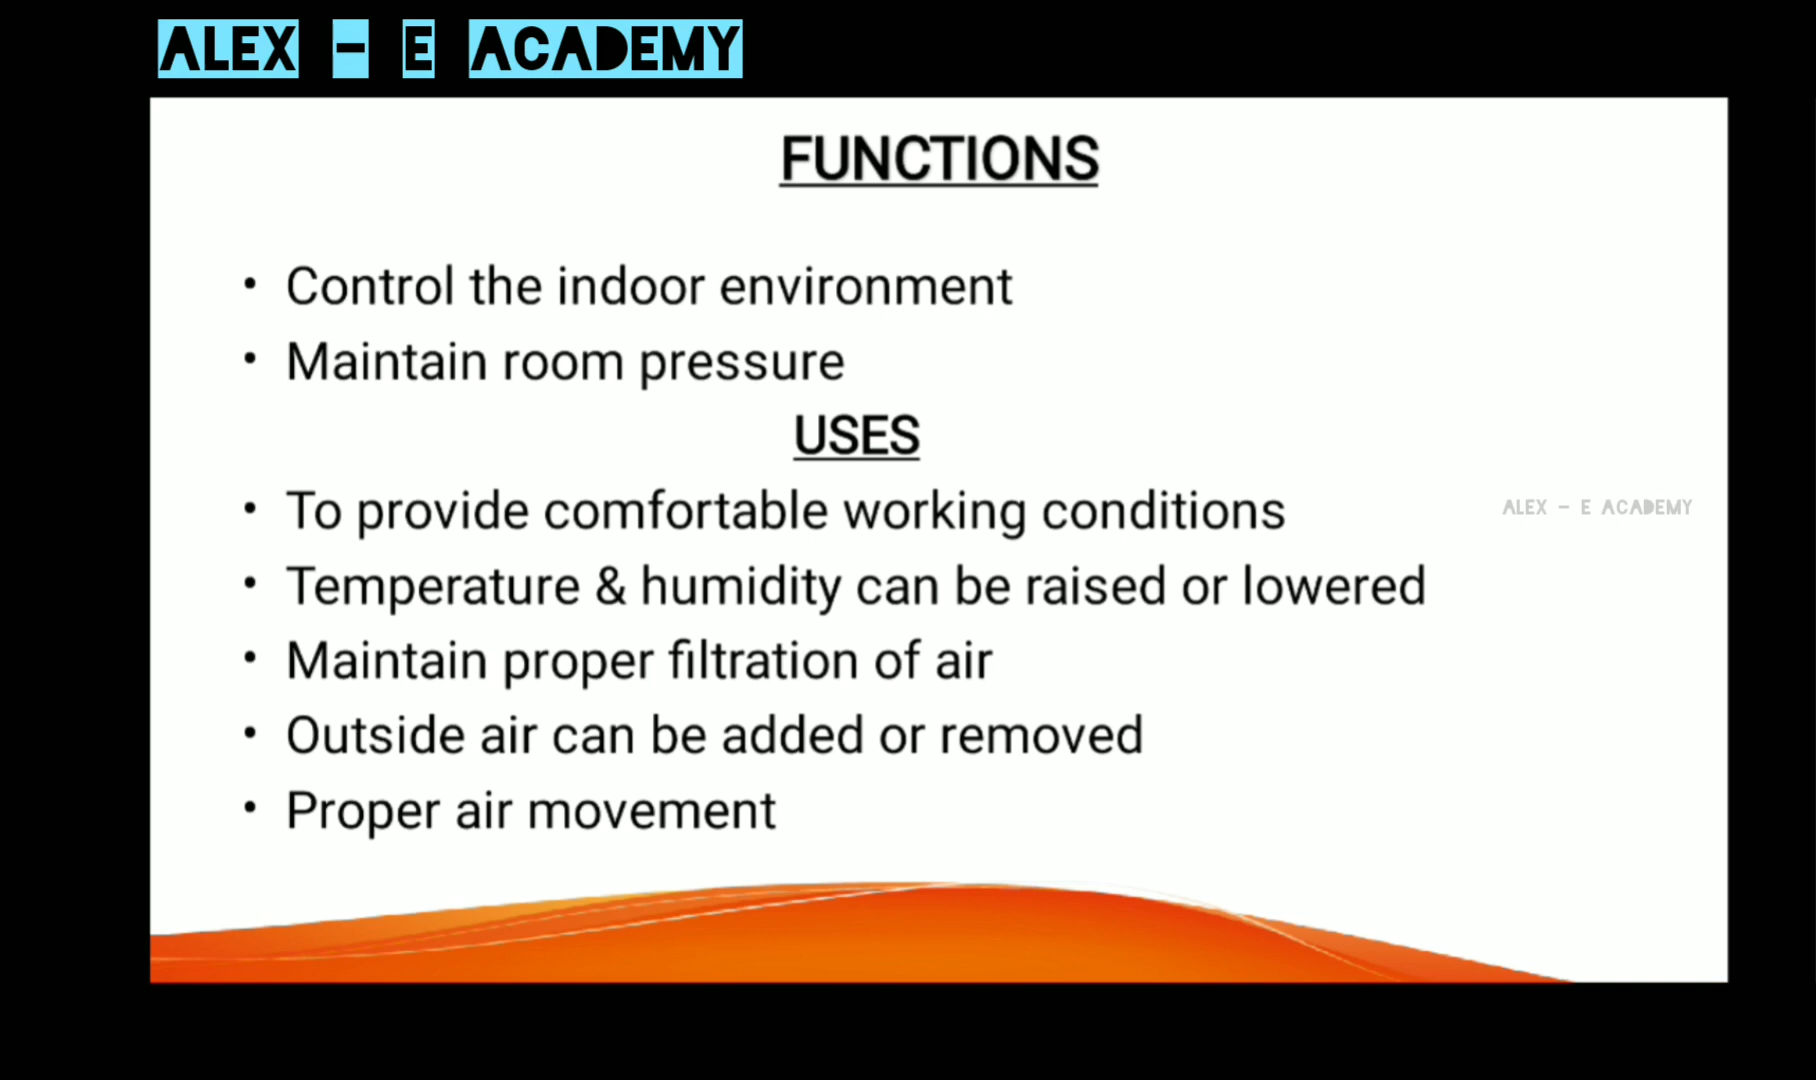 ALEX - E ACADEMY
FUNCTIONS
• Control the indoor environment
• Maintain room pressure
USES
• To provide comfortable working conditions
ALEX - E ACADEMY
• Temperature & humidity can be raised or lowered
• Maintain proper filtration of air
• Outside air can be added or removed
• Proper air movement